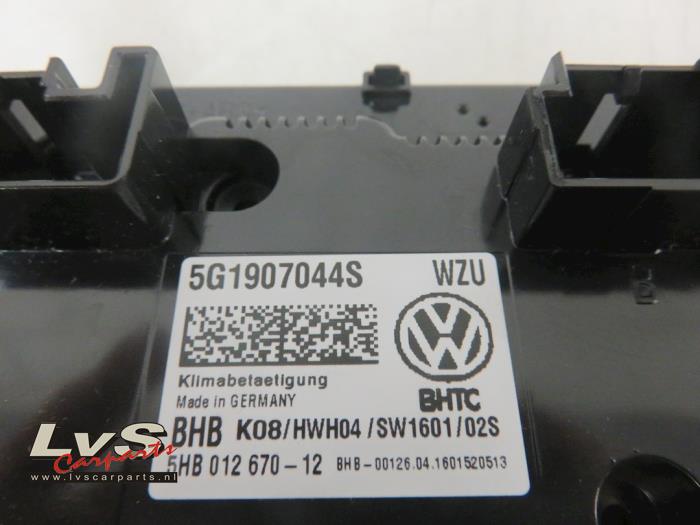 5G1907044S WZU
Klimabetaetigung
Made in GERMANY
BHTC
BHB K08/HWH04/SW1601/02S
5HB 012 670-12 BHB-00126.04.1601520513
LvS
Carparts
www.lvscarparts.nl